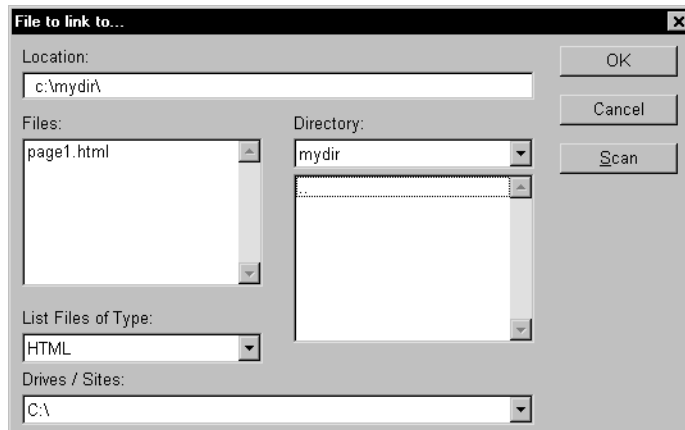 File to link to...
Location:
c:\mydir\
Files:
page1.html
Directory:
mydir
..
List Files of Type:
HTML
Drives / Sites:
C:\
OK
Cancel
Scan